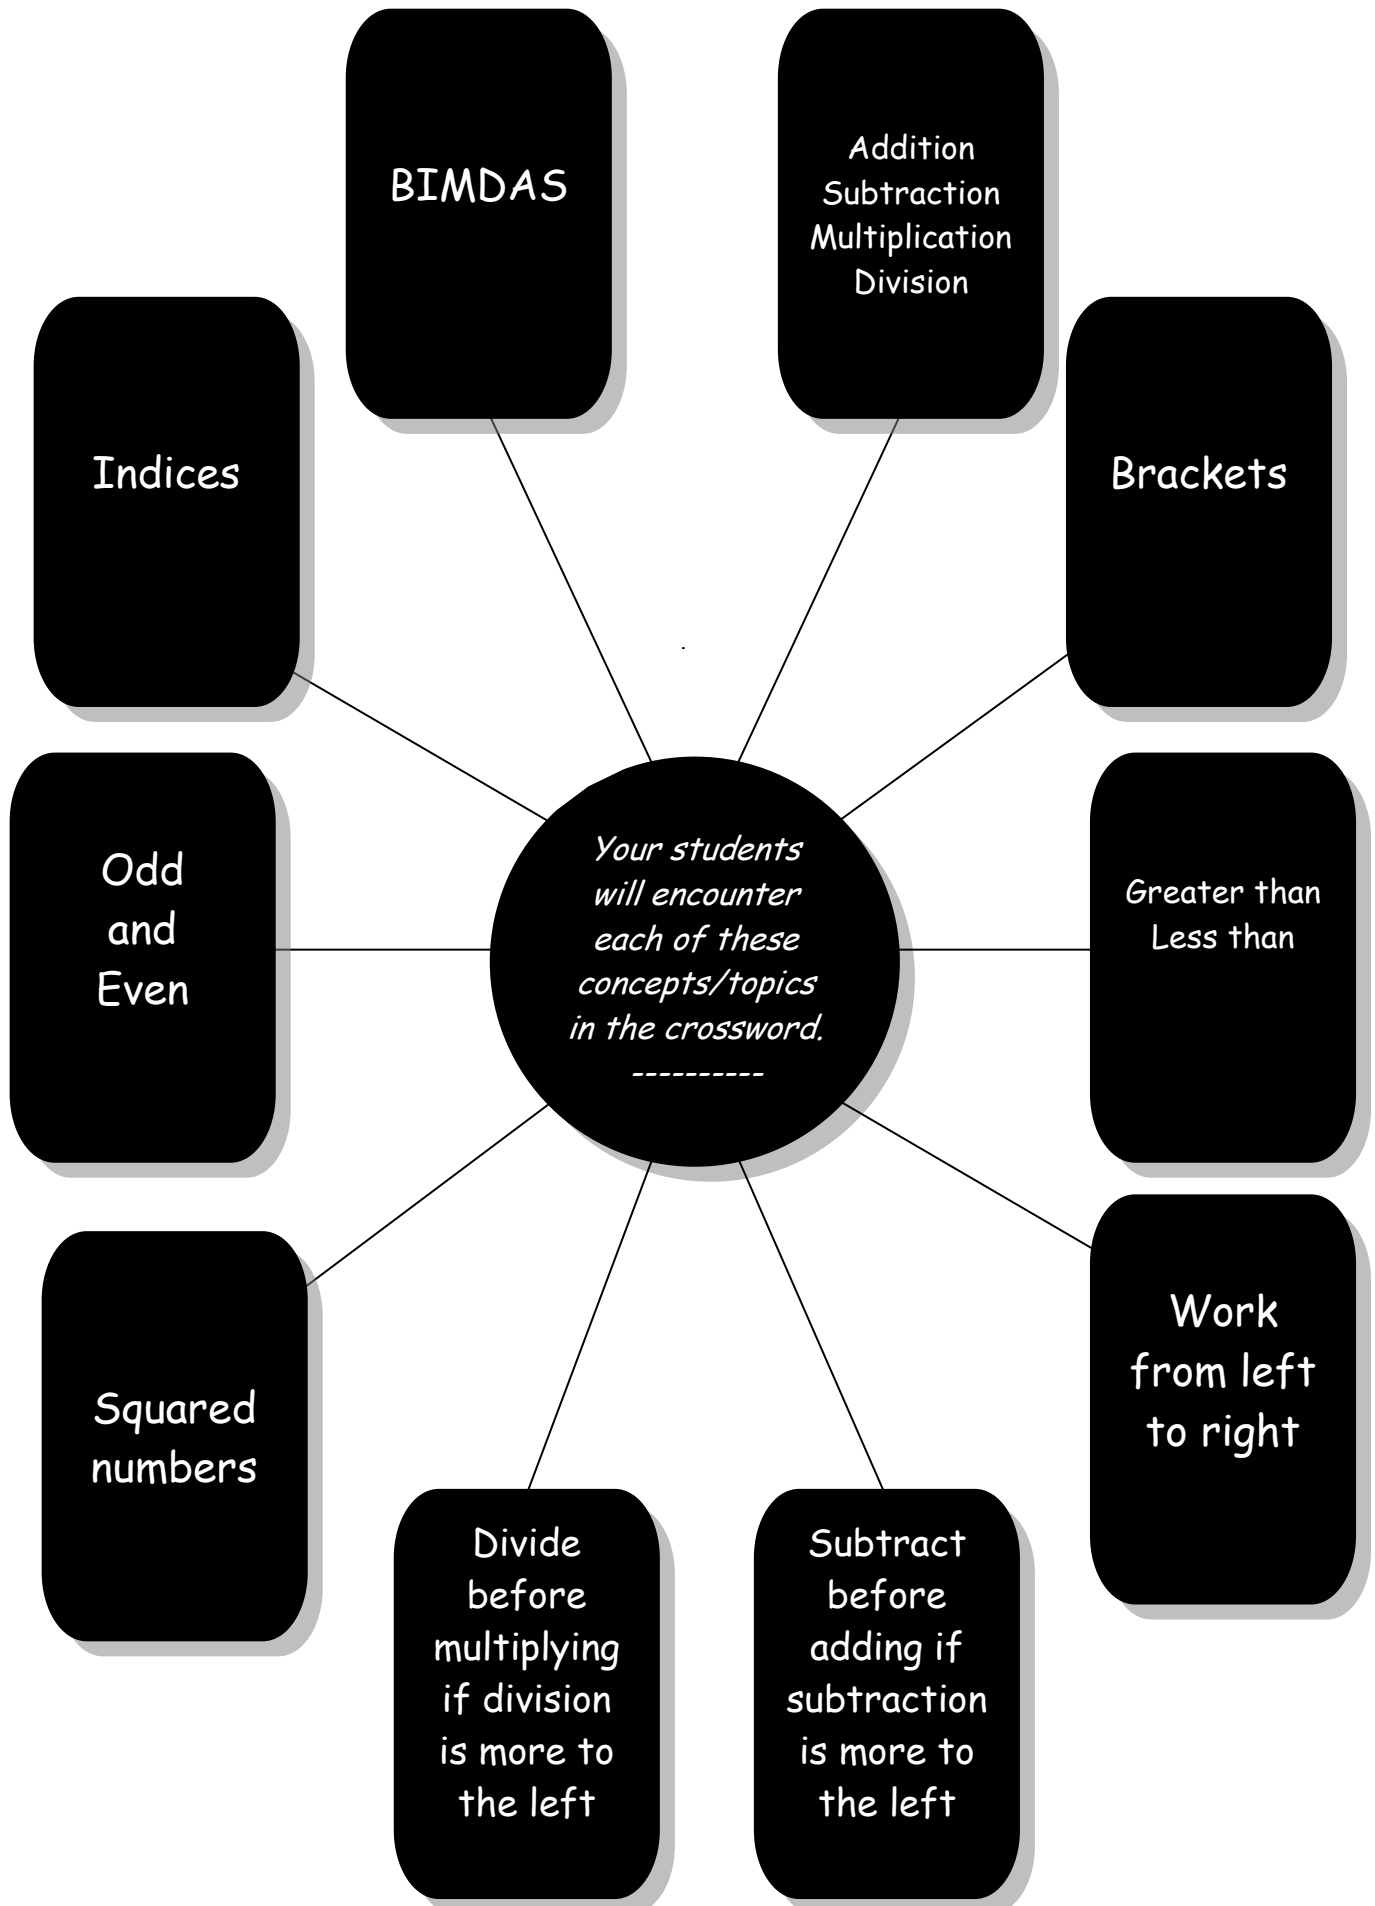 BIMDAS
Addition
Subtraction
Multiplication
Division
Indices
Brackets
Odd
and
Even
Your students
will encounter
each of these
concepts/topics
in the crossword.
----------
Greater than
Less than
Work
from left
to right
Squared
numbers
Divide
before
multiplying
if division
is more to
the left
Subtract
before
adding if
subtraction
is more to
the left